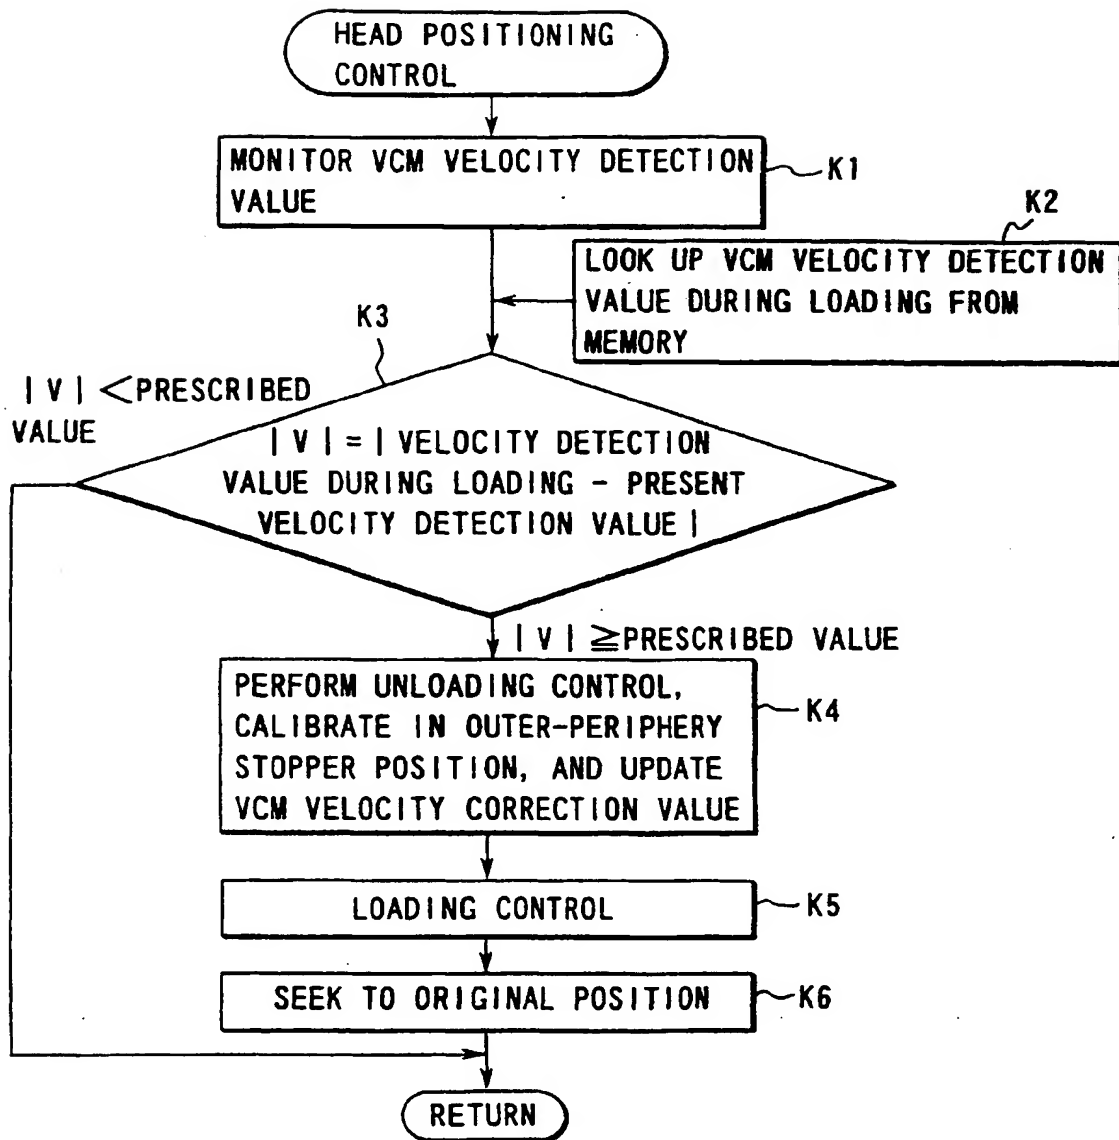 HEAD POSITIONING
CONTROL
MONITOR VCM VELOCITY DETECTION
VALUE
K1
K2
LOOK UP VCM VELOCITY DETECTION
VALUE DURING LOADING FROM
MEMORY
K3
|V| <PRESCRIBED
VALUE
|V| = | VELOCITY DETECTION
VALUE DURING LOADING - PRESENT
VELOCITY DETECTION VALUE |
|V| ≧PRESCRIBED VALUE
PERFORM UNLOADING CONTROL,
CALIBRATE IN OUTER-PERIPHERY
STOPPER POSITION, AND UPDATE
VCM VELOCITY CORRECTION VALUE
K4
LOADING CONTROL
K5
SEEK TO ORIGINAL POSITION
K6
RETURN